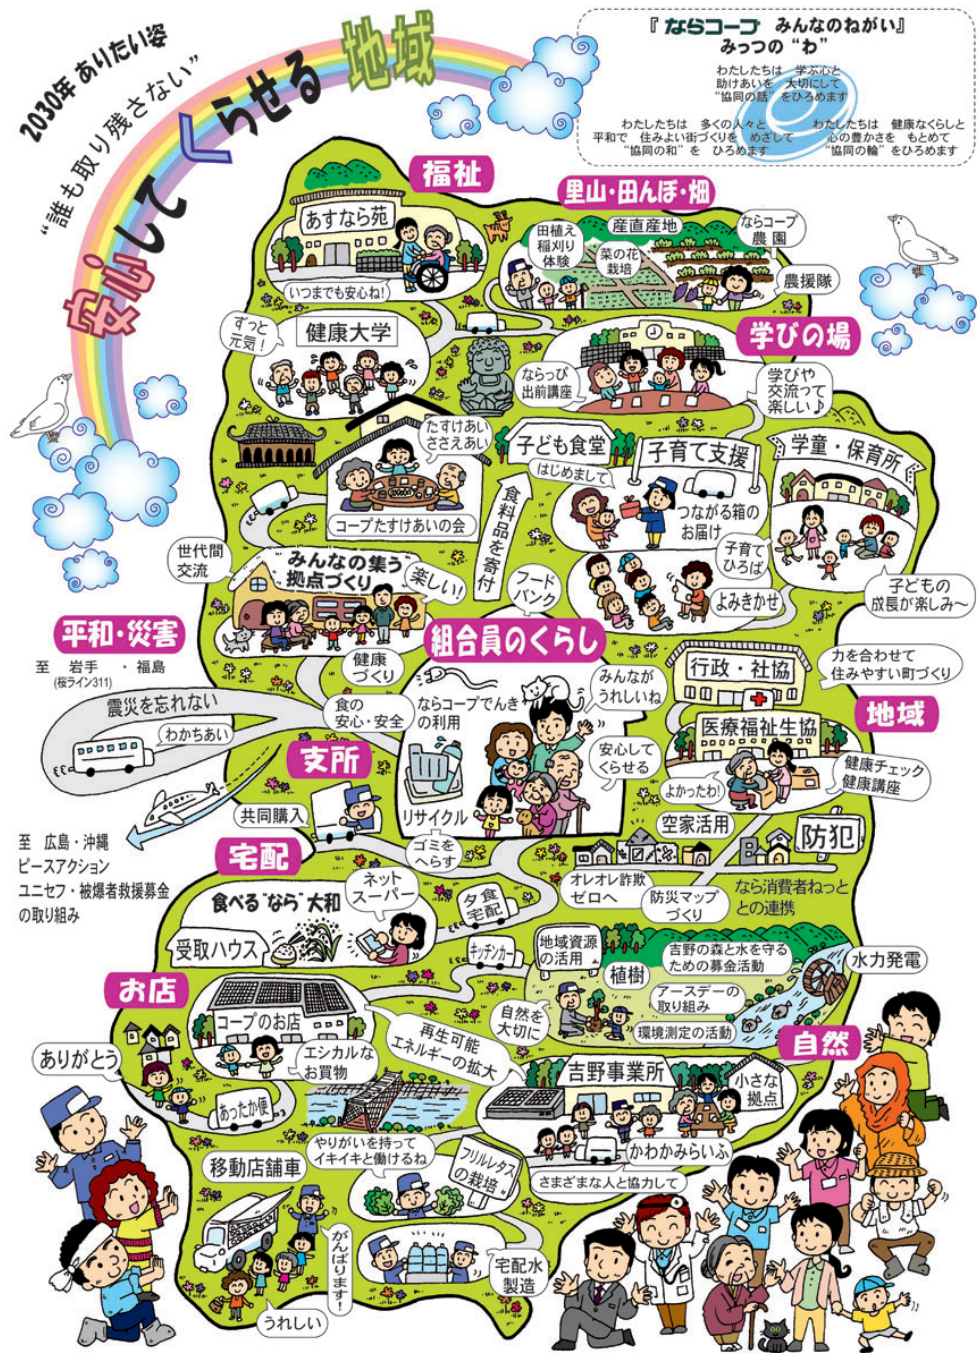 2030年 ありたい姿
“誰も取り残さない”
安心してくらせる 地域
『ならコープ みんなのねがい』
みっつの “わ”
わたしたちは 学ぶ心と
助けあいを 大切にして
“協同の話”をひろめます
わたしたちは 多くの人々と
平和で 住みよい街づくりを めざして
“協同の和”を ひろめます
わたしたちは 健康なくらしと
心の豊かさを もとめて
“協同の輪”をひろめます
福祉
あすなら苑
いつまでも安心ね!
里山・田んぼ・畑
産直産地
田植え
稲刈り
体験
菜の花
栽培
ならコープ
農園
農援隊
ずっと
元気!
健康大学
学びの場
ならっぴ
出前講座
学びや
交流って
楽しい♪
たすけあい
ささえあい
コープたすけあいの会
子ども食堂
食料品を寄付
フード
バンク
子育て支援
はじめまして
つながる箱の
お届け
子育て
ひろば
よみきかせ
学童・保育所
子どもの
成長が楽しみ～
世代間
交流
みんなの集う
拠点づくり
楽しい!
健康
づくり
平和・災害
至 岩手 ・福島
(桜ライン311)
震災を忘れない
わかちあい
食の
安心・安全
組合員のくらし
ならコープでんき
の利用
みんなが
うれしいね
安心して
くらせる
リサイクル
ゴミを
へらす
行政・社協
力を合わせて
住みやすい町づくり
地域
医療福祉生協
よかったわ!
健康チェック
健康講座
空家活用
防犯
オレオレ詐欺
ゼロへ
防災マップ
づくり
なら消費者ねっと
との連携
支所
共同購入
至 広島・沖縄
ピースアクション
ユニセフ・被爆者救援募金
の取り組み
宅配
食べる“なら”大和
ネット
スーパー
受取ハウス
夕食
宅配
キッチンカー
地域資源
の活用
吉野の森と水を守る
ための募金活動
植樹
水力発電
アースデーの
取り組み
自然を
大切に
環境測定の活動
自然
お店
コープのお店
ありがとう
エシカルな
お買物
あったか便
再生可能
エネルギーの拡大
吉野事業所
小さな
拠点
かわかみらいふ
さまざまな人と協力して
やりがいを持って
イキイキと働けるね
フリルレタス
の栽培
移動店舗車
がんばります!
うれしい
宅配水
製造